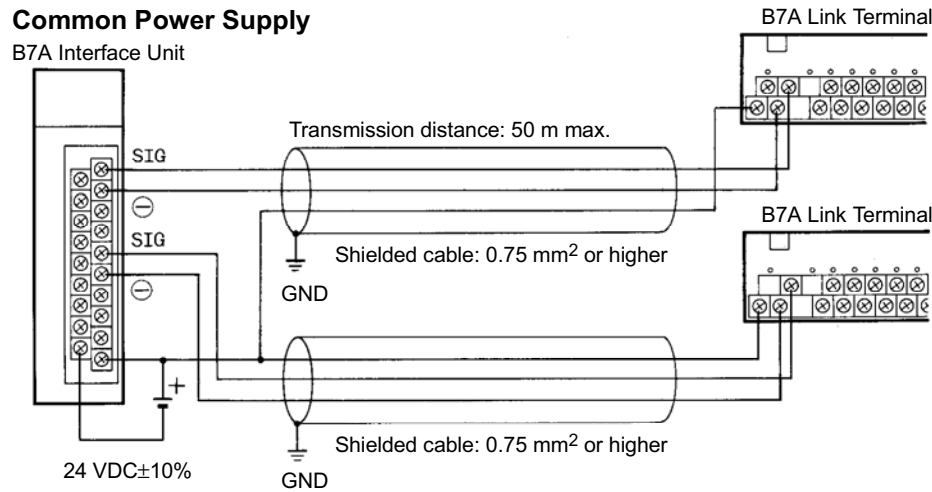 Common Power Supply
B7A Interface Unit
B7A Link Terminal
Transmission distance: 50 m max.
SIG
⊖
SIG
⊖
Shielded cable: 0.75 mm2 or higher
GND
B7A Link Terminal
+
24 VDC±10%
Shielded cable: 0.75 mm2 or higher
GND